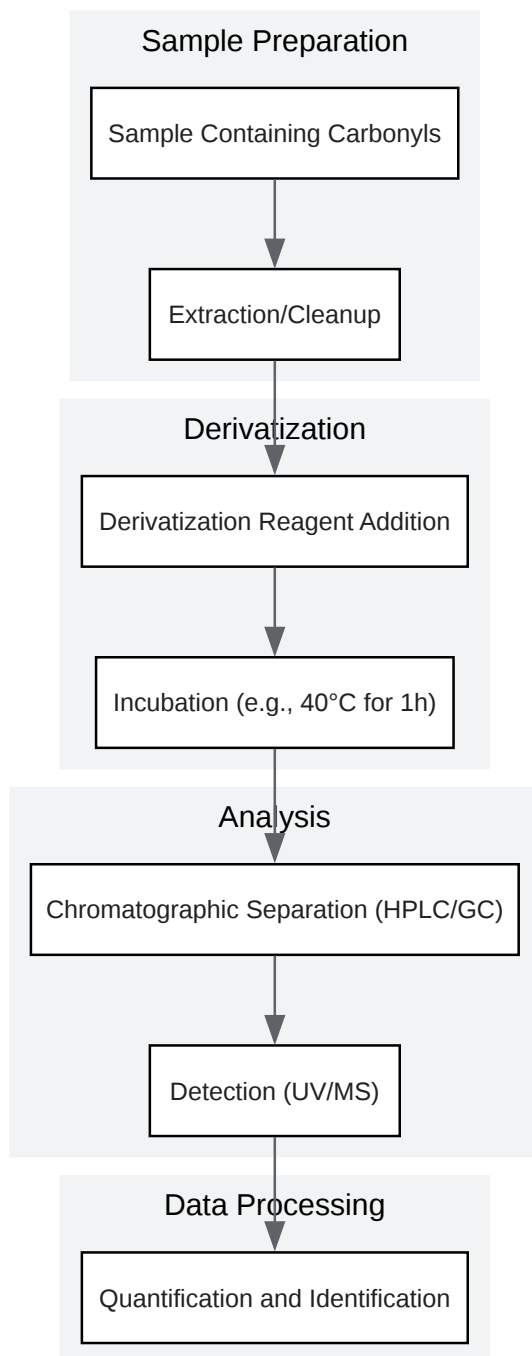 Sample Preparation
Sample Containing Carbonyls
Extraction/Cleanup
Derivatization
Derivatization Reagent Addition
Incubation (e.g., 40°C for 1h)
Analysis
Chromatographic Separation (HPLC/GC)
Detection (UV/MS)
Data Processing
Quantification and Identification